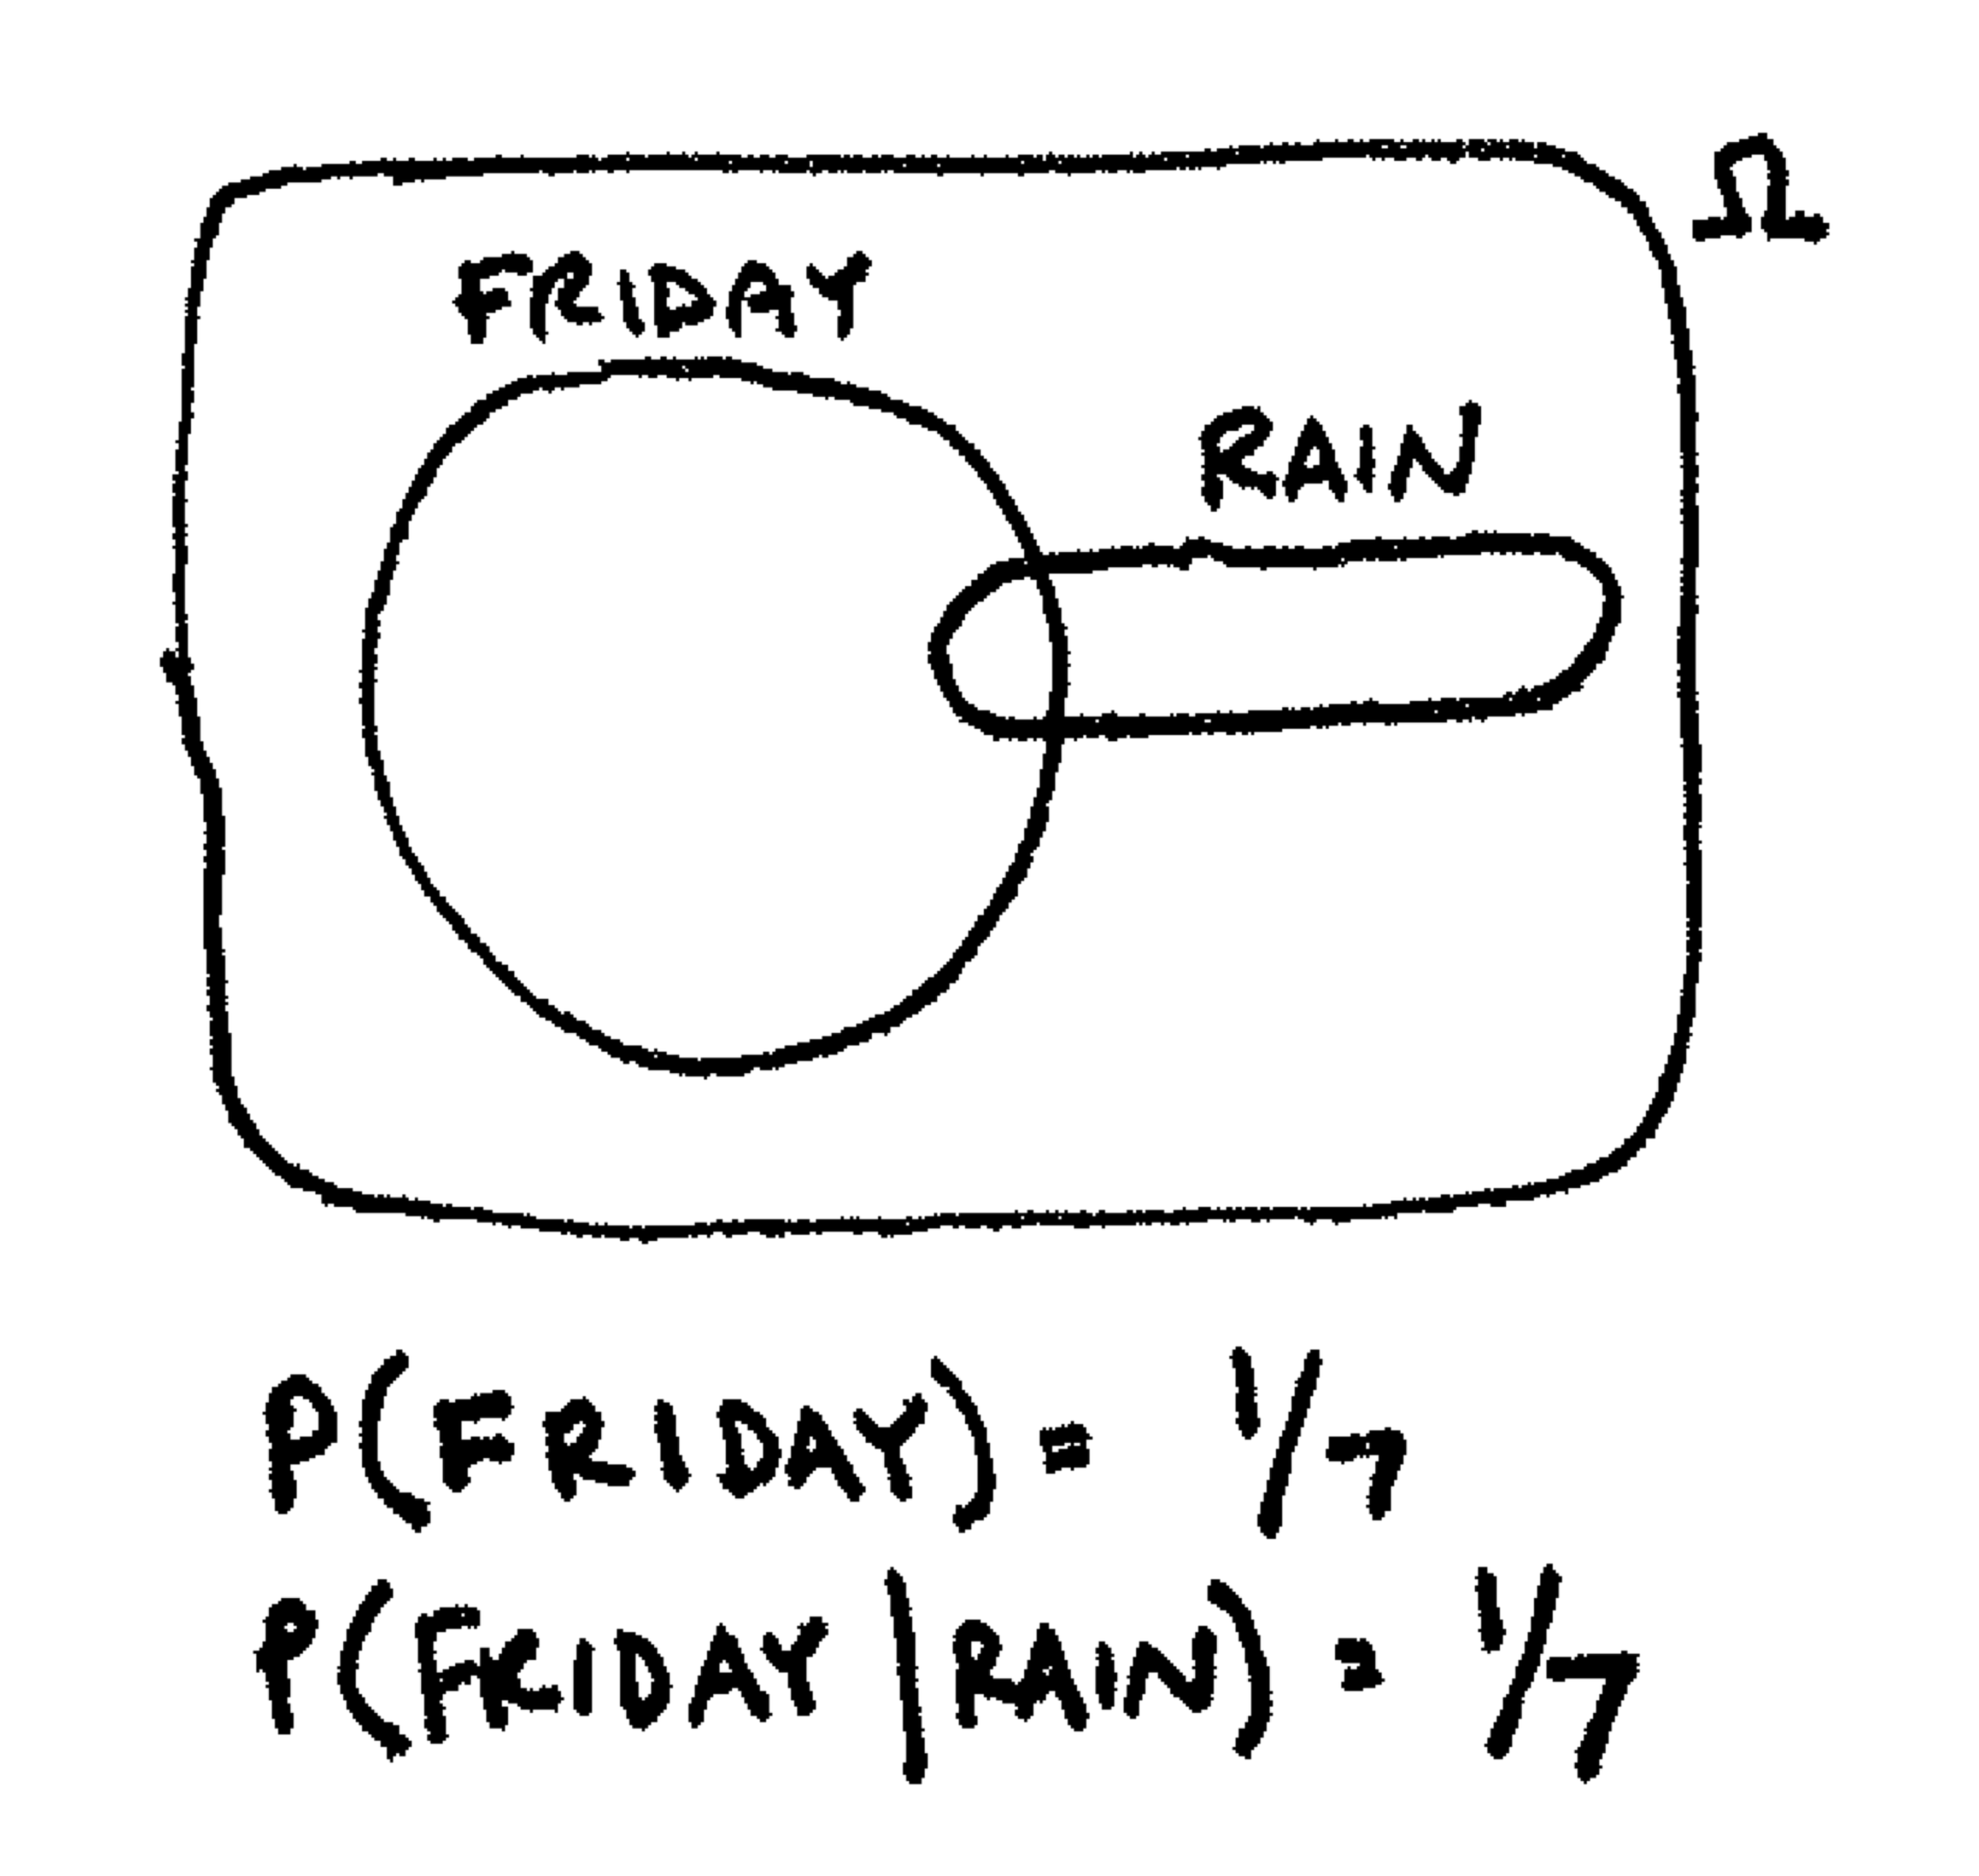 Ω
FRIDAY
RAIN
P(FRIDAY) = 1/7
P(FRIDAY | RAIN) = 1/7